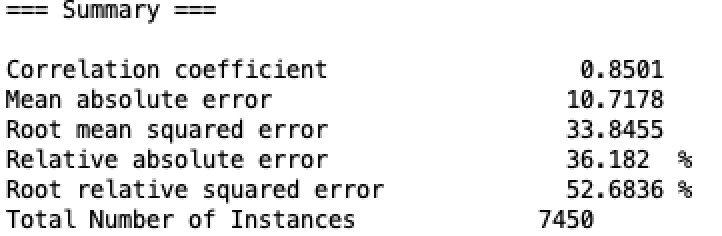 === Summary ===
Correlation coefficient 0.8501
Mean absolute error 10.7178
Root mean squared error 33.8455
Relative absolute error 36.182 %
Root relative squared error 52.6836 %
Total Number of Instances 7450